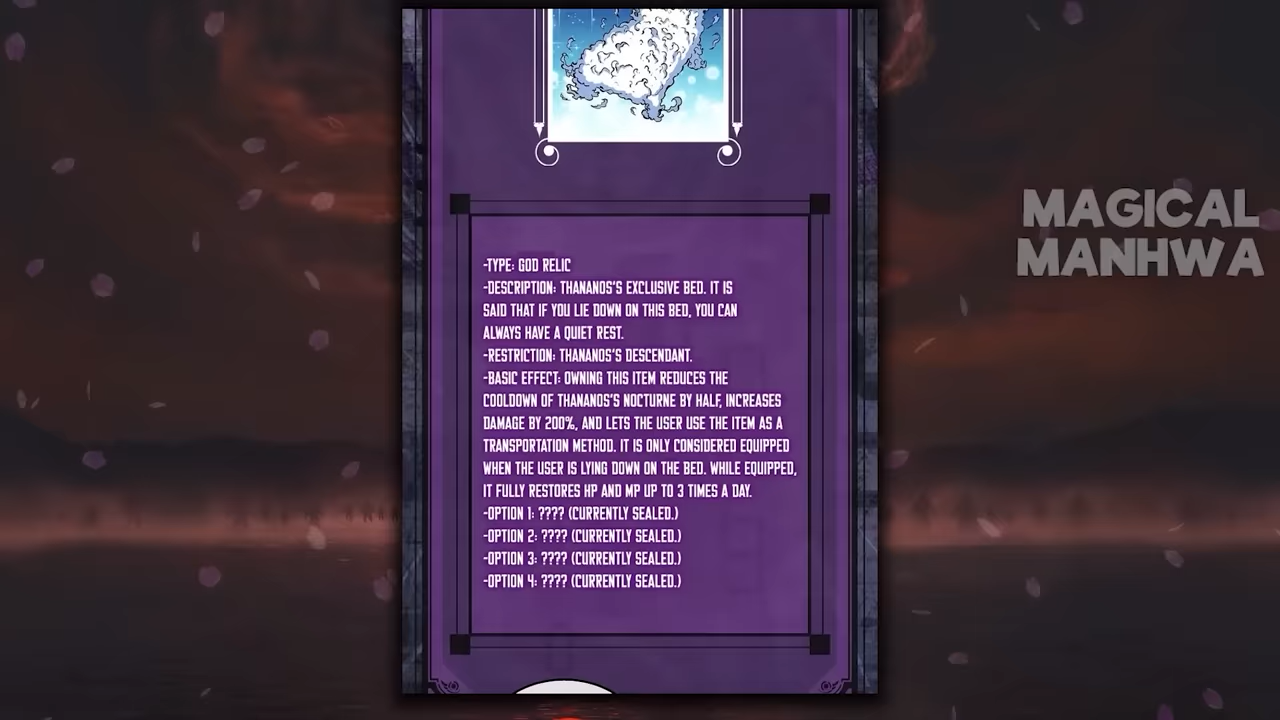 -TYPE: GOD RELIC
-DESCRIPTION: THANANOS'S EXCLUSIVE BED. IT IS
SAID THAT IF YOU LIE DOWN ON THIS BED, YOU CAN
ALWAYS HAVE A QUIET REST.
-RESTRICTION: THANANOS'S DESCENDANT.
-BASIC EFFECT: OWNING THIS ITEM REDUCES THE
COOLDOWN OF THANANOS'S NOCTURNE BY HALF, INCREASES
DAMAGE BY 200%, AND LETS THE USER USE THE ITEM AS A
TRANSPORTATION METHOD. IT IS ONLY CONSIDERED EQUIPPED
WHEN THE USER IS LYING DOWN ON THE BED. WHILE EQUIPPED,
IT FULLY RESTORES HP AND MP UP TO 3 TIMES A DAY.
-OPTION 1: ???? (CURRENTLY SEALED.)
-OPTION 2: ???? (CURRENTLY SEALED.)
-OPTION 3: ???? (CURRENTLY SEALED.)
-OPTION 4: ???? (CURRENTLY SEALED.)
MAGICAL
MANHWA